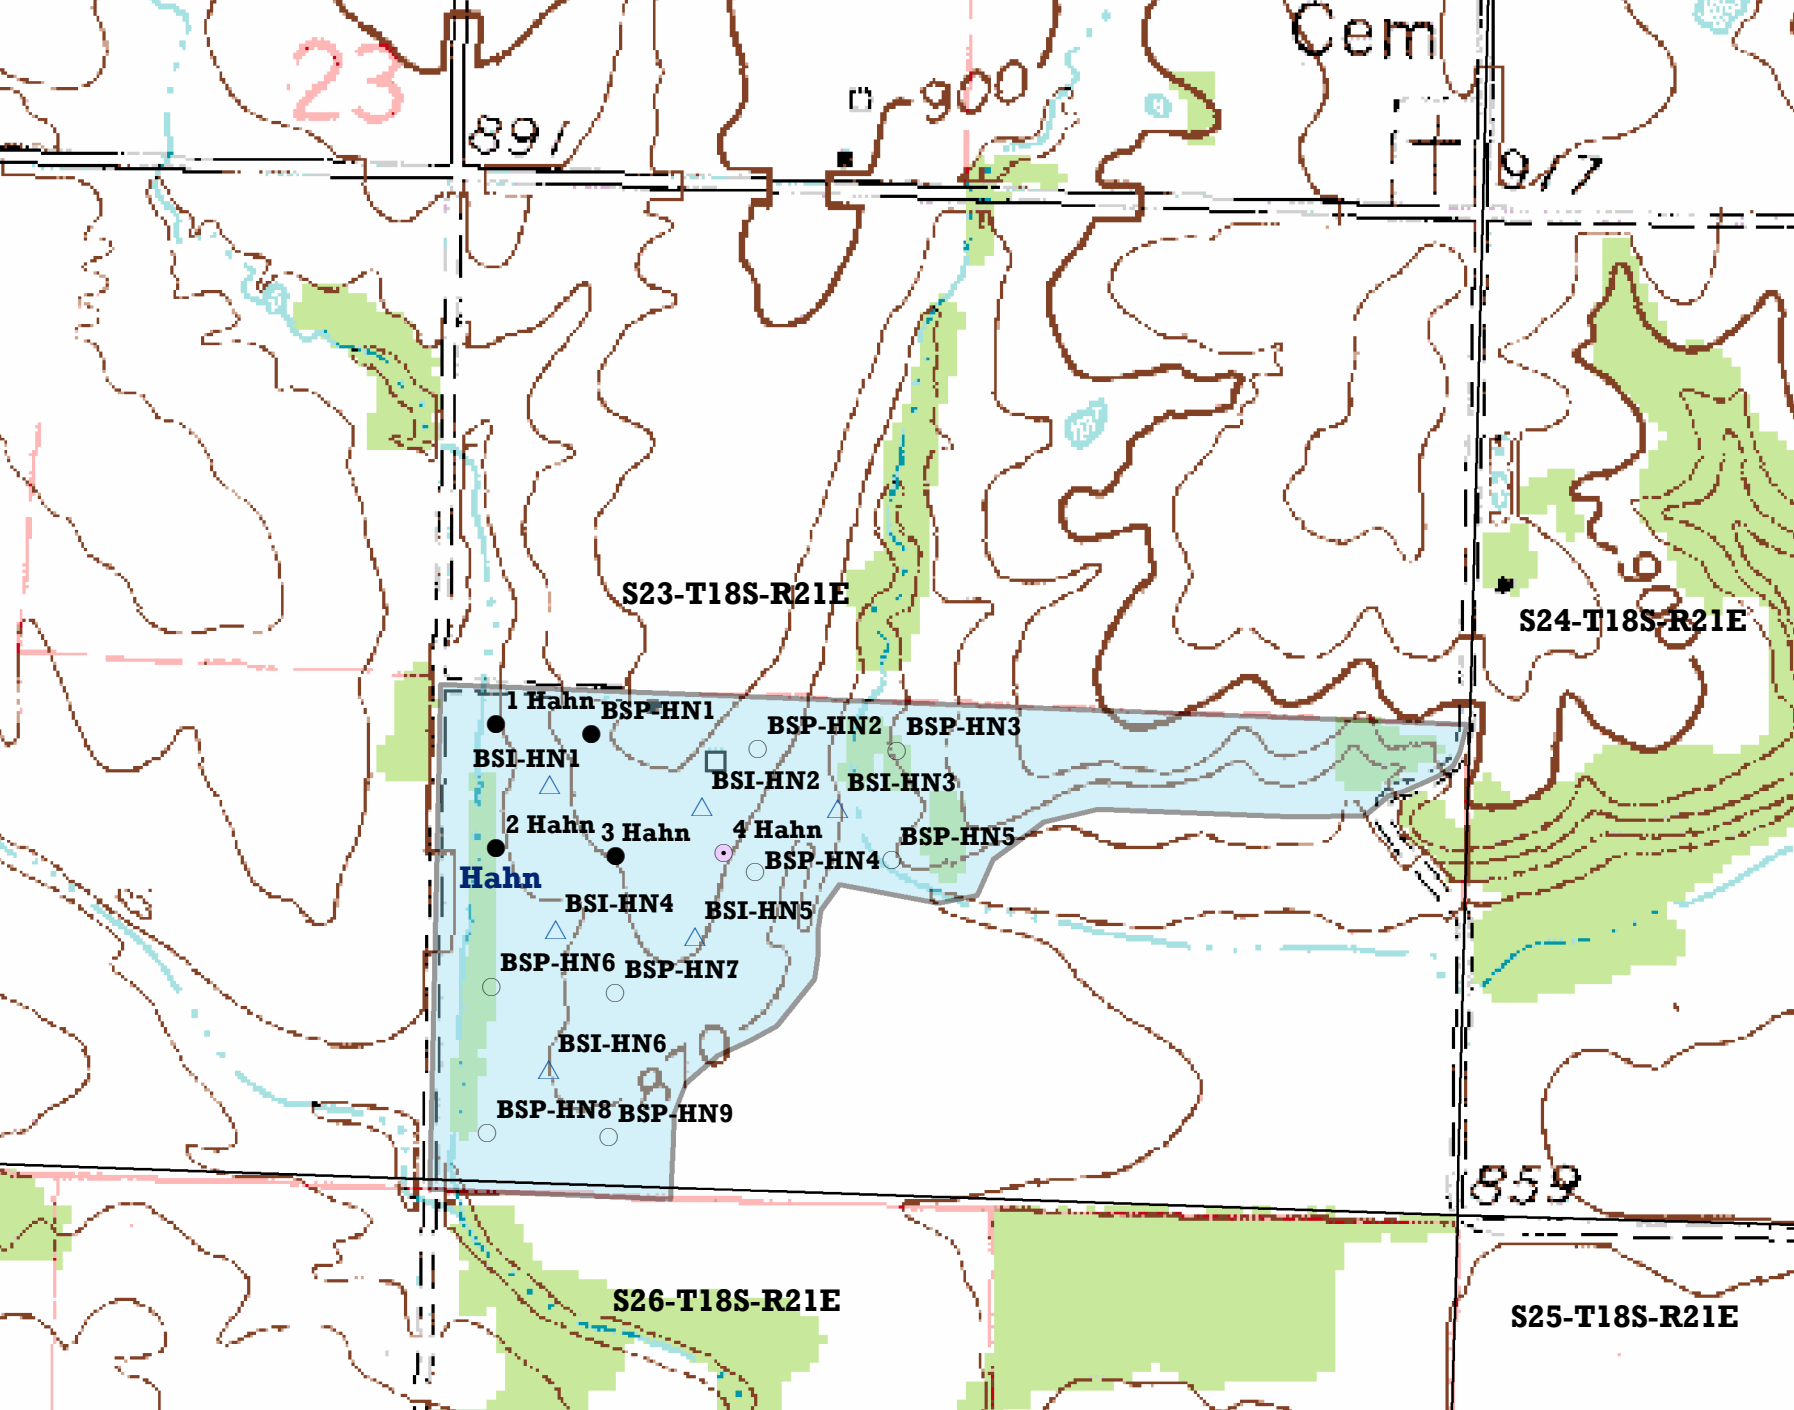 Cem
23
900
891
917
S23-T18S-R21E
900
S24-T18S-R21E
1 Hahn
BSP-HN1
BSP-HN2
BSP-HN3
BSI-HN1
BSI-HN2
BSI-HN3
2 Hahn
3 Hahn
4 Hahn
BSP-HN5
BSP-HN4
Hahn
BSI-HN4
BSI-HN5
BSP-HN6
BSP-HN7
BSI-HN6
870
BSP-HN8
BSP-HN9
859
S26-T18S-R21E
S25-T18S-R21E